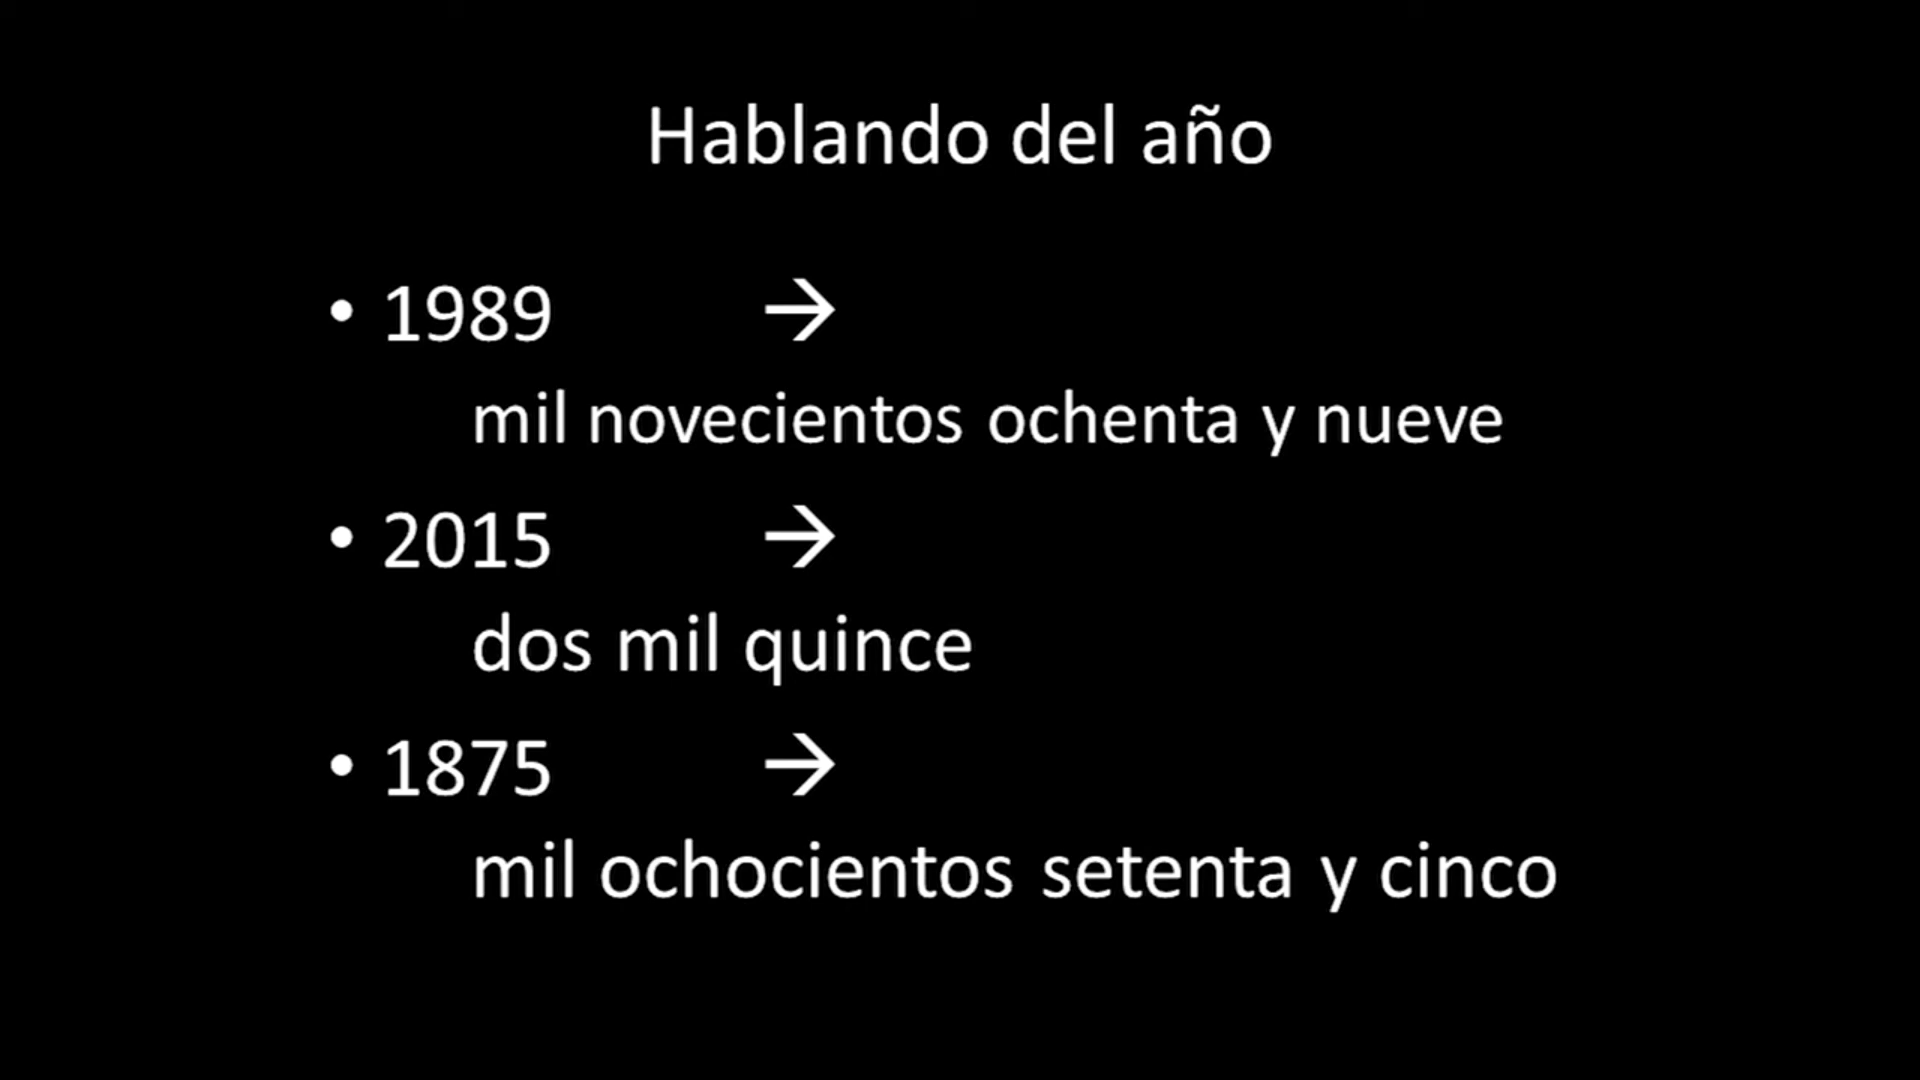 Hablando del año
• 1989 →
mil novecientos ochenta y nueve
• 2015 →
dos mil quince
• 1875 →
mil ochocientos setenta y cinco